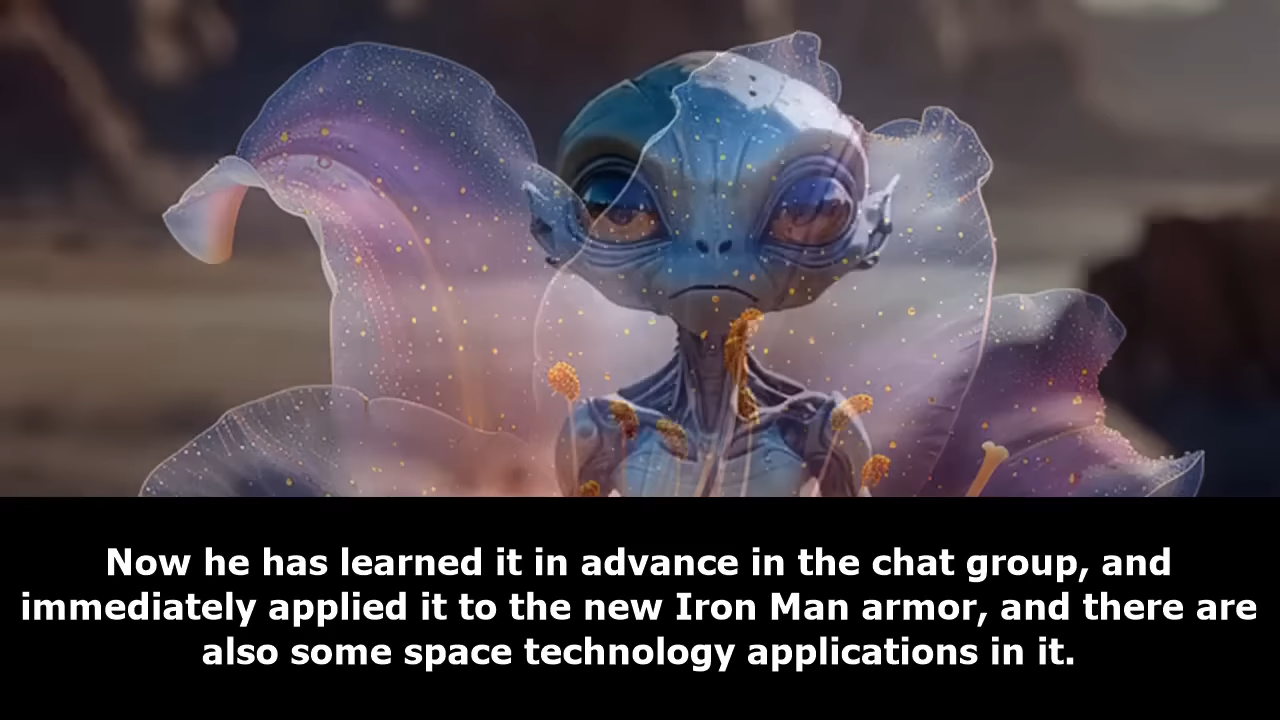 Now he has learned it in advance in the chat group, and
immediately applied it to the new Iron Man armor, and there are
also some space technology applications in it.